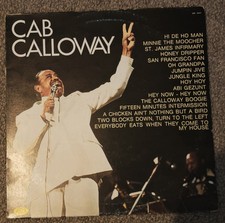 CAB
CALLOWAY
HI DE HO MAN
MINNIE THE MOOCHER
ST. JAMES INFIRMARY
HONEY DRIPPER
SAN FRANCISCO FAN
OH GRANDPA
JUMPIN JIVE
JUNGLE KING
HOY HOY
ABI GEZUNT
HEY NOW - HEY NOW
THE CALLOWAY BOOGIE
FIFTEEN MINUTES INTERMISSION
A CHICKEN AIN'T NOTHING BUT A BIRD
TWO BLOCKS DOWN, TURN TO THE LEFT
EVERYBODY EATS WHEN THEY COME TO
MY HOUSE